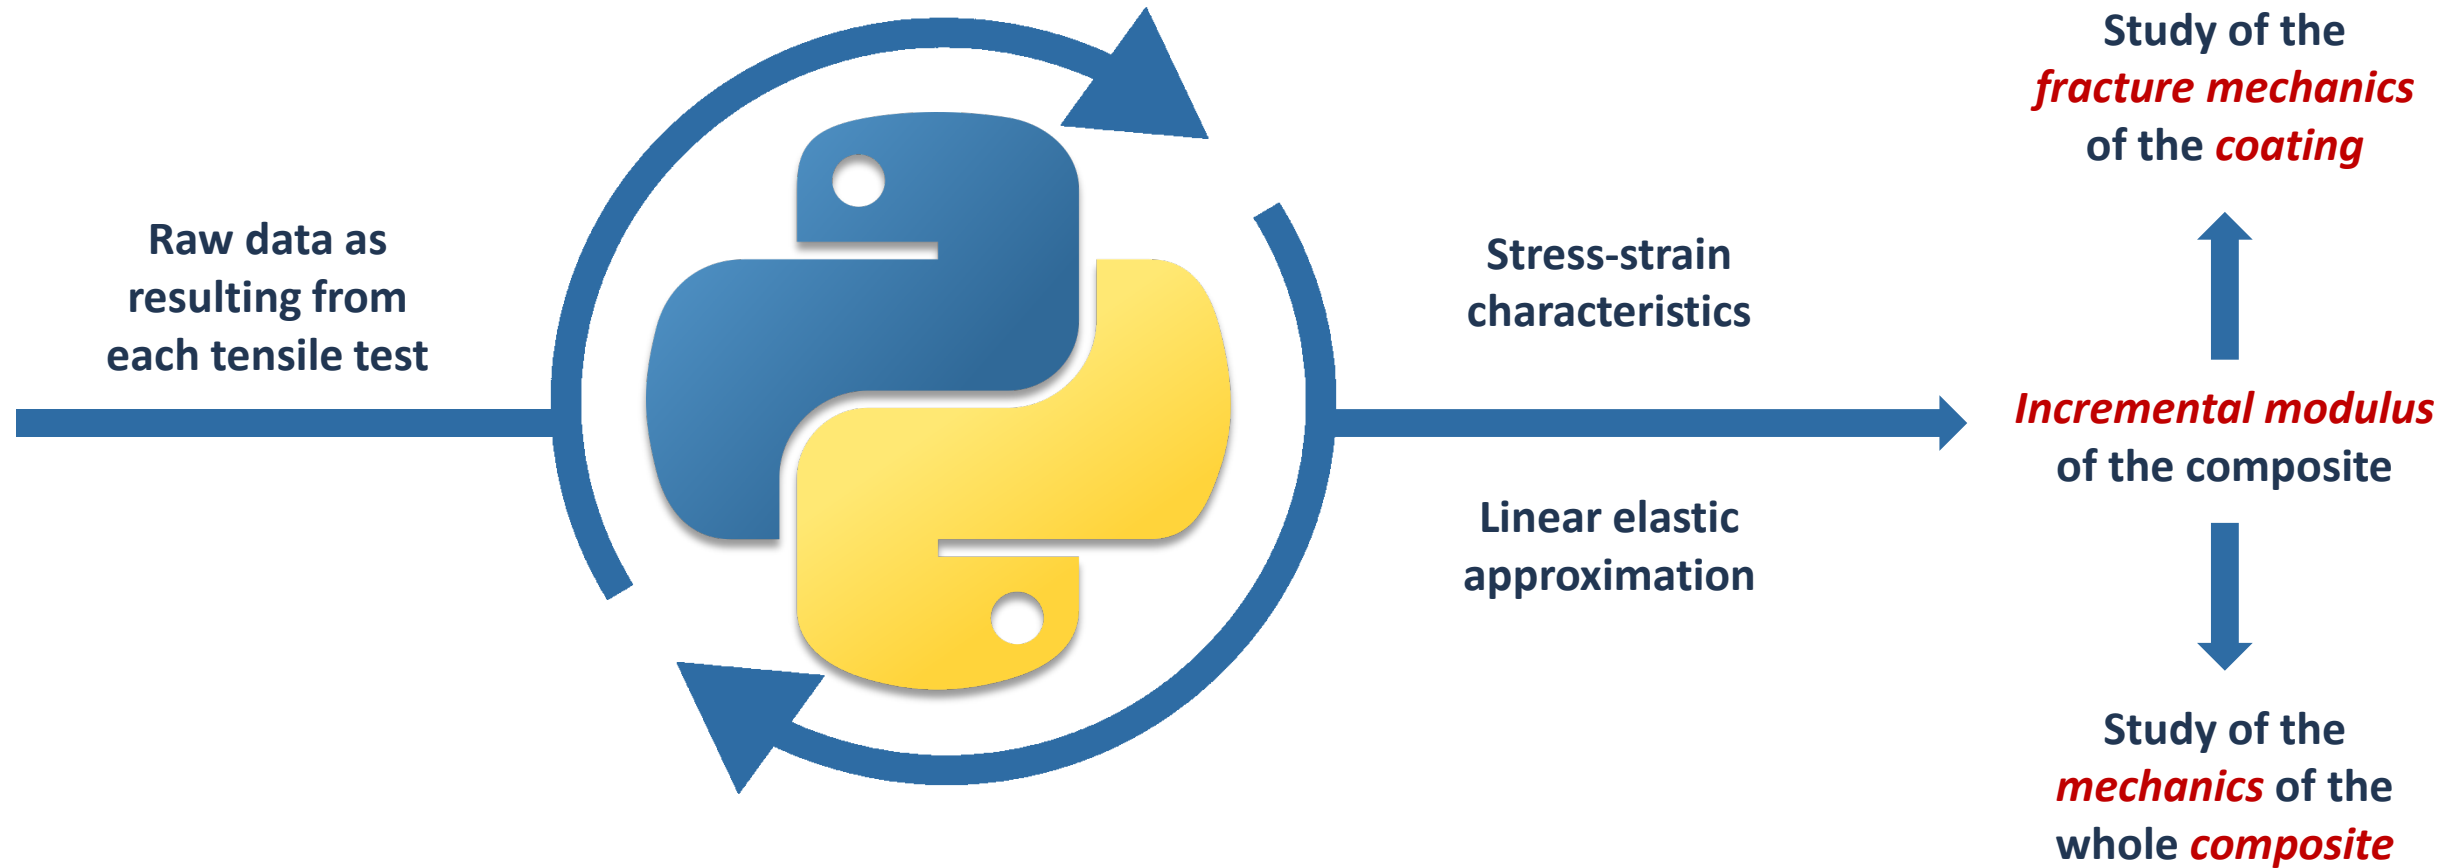 Raw data as
resulting from
each tensile test
Stress-strain
characteristics
Linear elastic
approximation
Study of the
fracture mechanics
of the coating
Incremental modulus
of the composite
Study of the
mechanics of the
whole composite